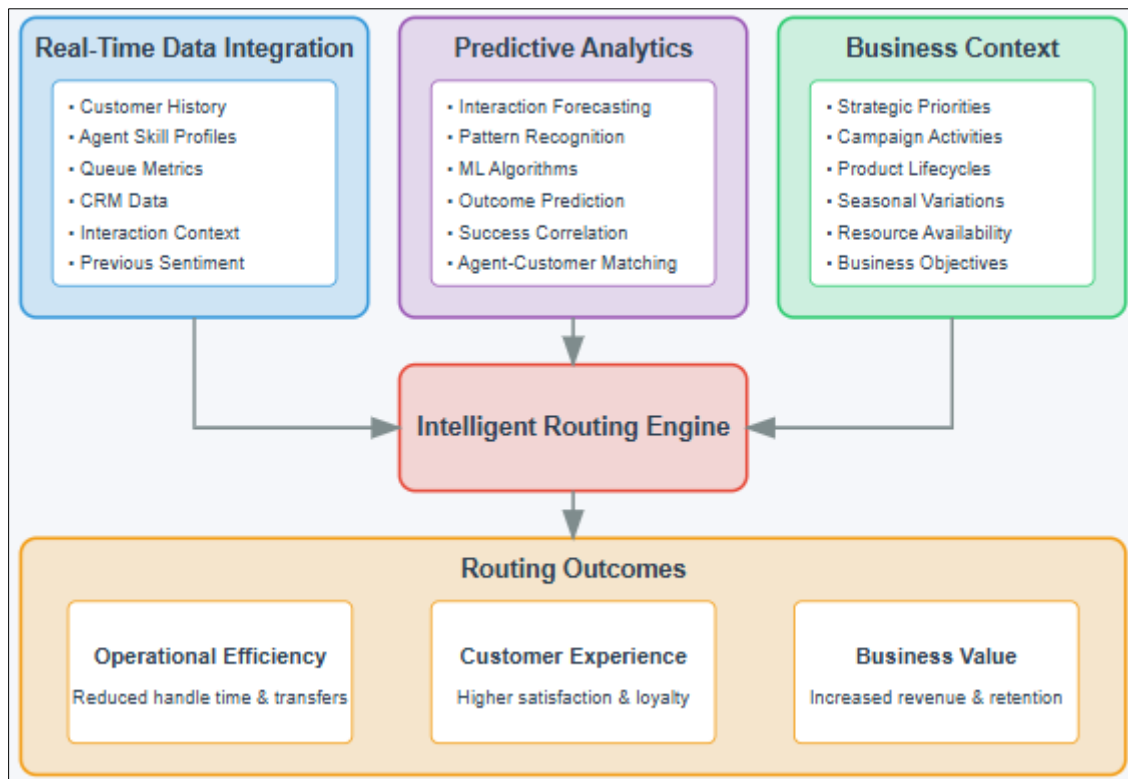 Real-Time Data Integration
▪ Customer History
▪ Agent Skill Profiles
▪ Queue Metrics
▪ CRM Data
▪ Interaction Context
▪ Previous Sentiment
Predictive Analytics
▪ Interaction Forecasting
▪ Pattern Recognition
▪ ML Algorithms
▪ Outcome Prediction
▪ Success Correlation
▪ Agent-Customer Matching
Business Context
▪ Strategic Priorities
▪ Campaign Activities
▪ Product Lifecycles
▪ Seasonal Variations
▪ Resource Availability
▪ Business Objectives
Intelligent Routing Engine
Routing Outcomes
Operational Efficiency
Reduced handle time & transfers
Customer Experience
Higher satisfaction & loyalty
Business Value
Increased revenue & retention